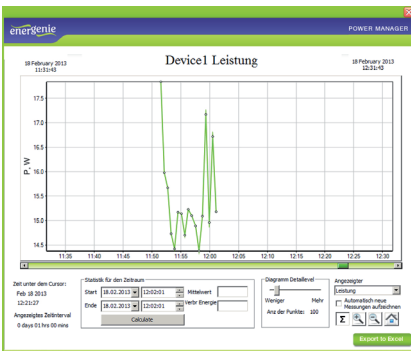 energenie
POWER MANAGER
18 February 2013
11:31:43
Device1 Leistung
18 February 2013
12:31:43
P, W
17.5
17.0
16.5
16.0
15.5
15.0
14.5
11:35 11:40 11:45 11:50 11:55 12:00 12:05 12:10 12:15 12:20 12:25 12:30
Zeit unter dem Cursor:
Feb 18 2013
12:21:27
Angezeigtes Zeitinterval
0 days 01 hrs 00 mins
Statistik für den Zeitraum
Start 18.02.2013 12:02:01 Mittelwert
Ende 18.02.2013 12:02:01 Verbr Energie
Calculate
Diagramm Detaillevel
Weniger Mehr
Anz der Punkte: 100
Angezeigter
Leistung
Automatisch neue
Messungen aufzeichnen
Σ
Export to Excel